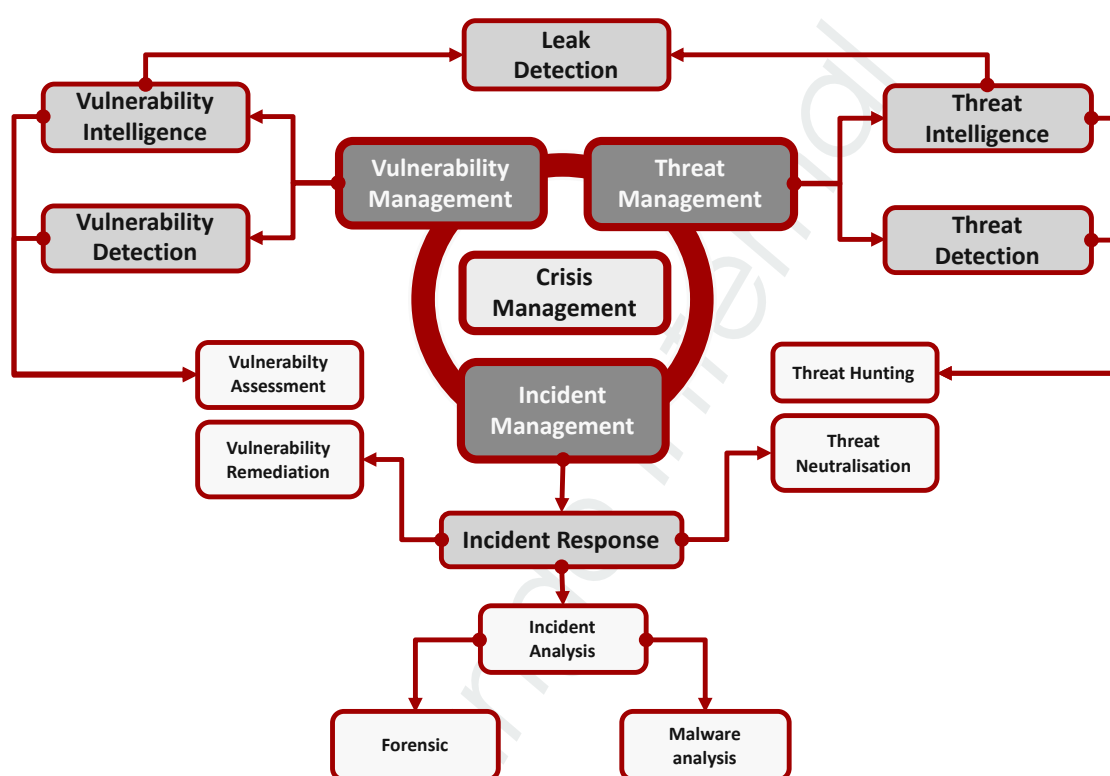 Leak
Detection
Vulnerability
Intelligence
Threat
Intelligence
Vulnerability
Management
Threat
Management
Vulnerability
Detection
Threat
Detection
Crisis
Management
Vulnerabilty
Assessment
Threat Hunting
Incident
Management
Vulnerability
Remediation
Threat
Neutralisation
Incident Response
Incident
Analysis
Forensic
Malware
analysis